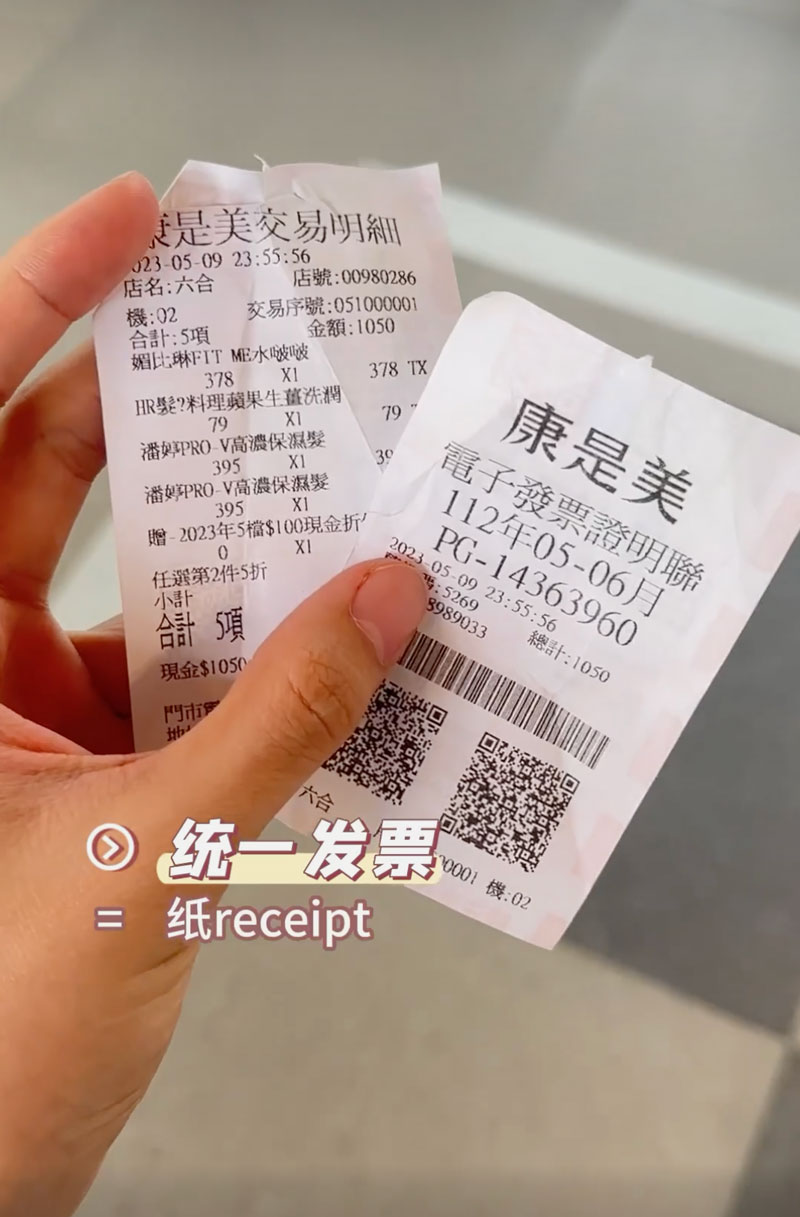 康是美交易明細
2023-05-09 23:55:56
店名:六合 店號:00980286
機:02 交易序號:051000001
合計:5項 金額:1050
媚比琳FIT ME水啵啵
378 X1 378 TX
HR髮?料理蘋果生薑洗潤
79 X1 79
潘婷PRO-V高濃保濕髮
395 X1 39
潘婷PRO-V高濃保濕髮
395 X1
贈-2023年5檔$100現金折
0 X1
任選第2件5折
小計
合計 5項
現金$1050
門市
康是美
電子發票證明聯
112年05-06月
PG-14363960
2023-05-09 23:55:56
:5269 總計:1050
8989033
六合
00001 機:02
统一发票
= 纸receipt